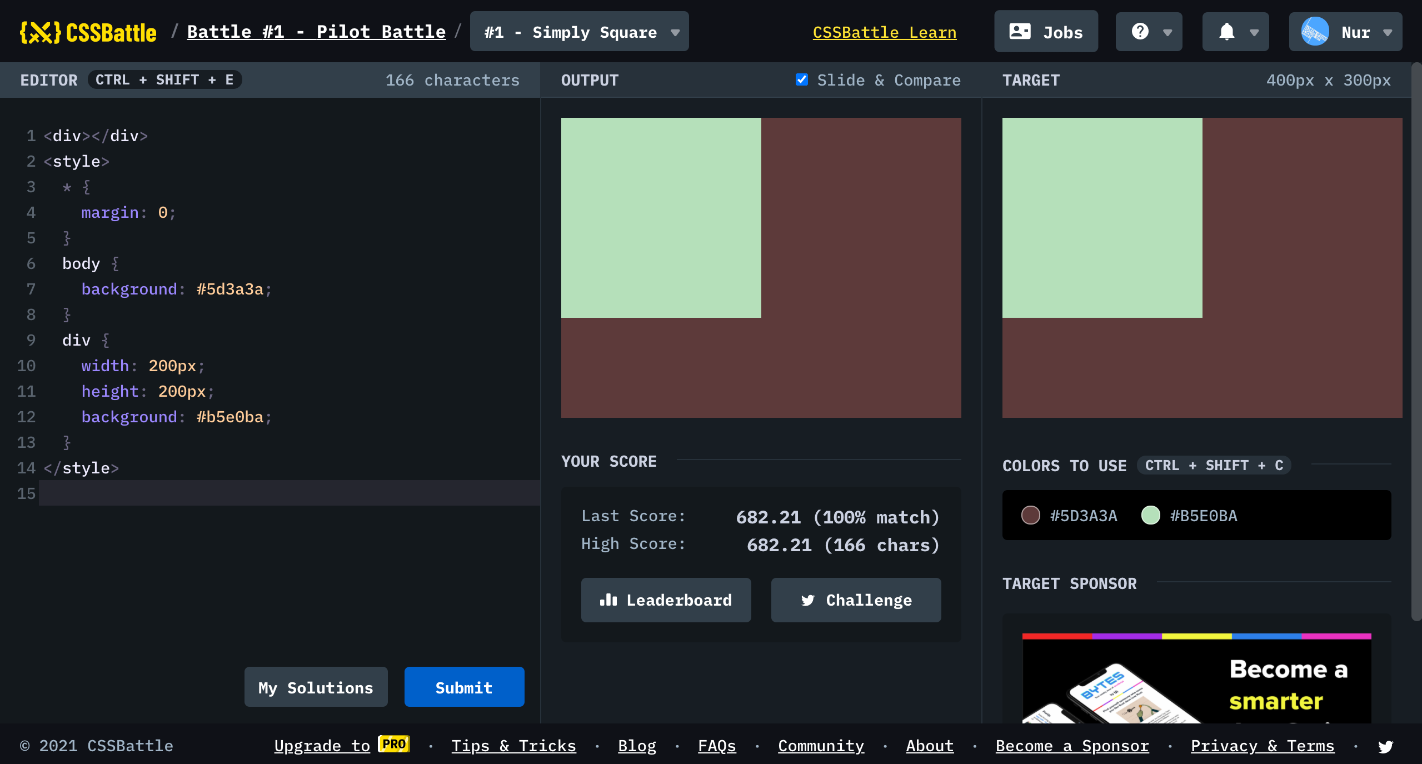 CSSBattle / Battle #1 - Pilot Battle / #1 - Simply Square
CSSBattle Learn
Jobs
Nur
EDITOR CTRL + SHIFT + E 166 characters
1 <div></div>
2 <style>
3 * {
4 margin: 0;
5 }
6 body {
7 background: #5d3a3a;
8 }
9 div {
10 width: 200px;
11 height: 200px;
12 background: #b5e0ba;
13 }
14 </style>
15
My Solutions
Submit
OUTPUT Slide & Compare
YOUR SCORE
Last Score: 682.21 (100% match)
High Score: 682.21 (166 chars)
Leaderboard
Challenge
TARGET 400px x 300px
COLORS TO USE CTRL + SHIFT + C
#5D3A3A #B5E0BA
TARGET SPONSOR
BYTES
Become a
smarter
© 2021 CSSBattle
Upgrade to PRO · Tips & Tricks · Blog · FAQs · Community · About · Become a Sponsor · Privacy & Terms ·